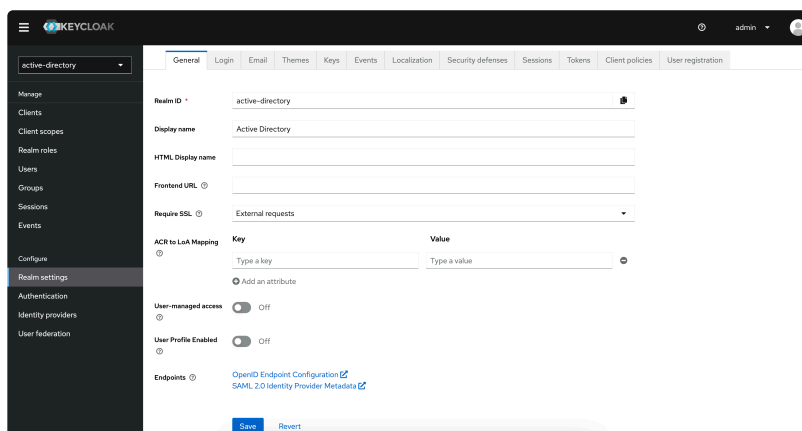 KEYCLOAK
admin
active-directory
Manage
Clients
Client scopes
Realm roles
Users
Groups
Sessions
Events
Configure
Realm settings
Authentication
Identity providers
User federation
General Login Email Themes Keys Events Localization Security defenses Sessions Tokens Client policies User registration
Realm ID * active-directory
Display name Active Directory
HTML Display name
Frontend URL
Require SSL External requests
ACR to LoA Mapping Key Value
Type a key Type a value
Add an attribute
User-managed access Off
User Profile Enabled Off
Endpoints OpenID Endpoint Configuration
SAML 2.0 Identity Provider Metadata
Save Revert